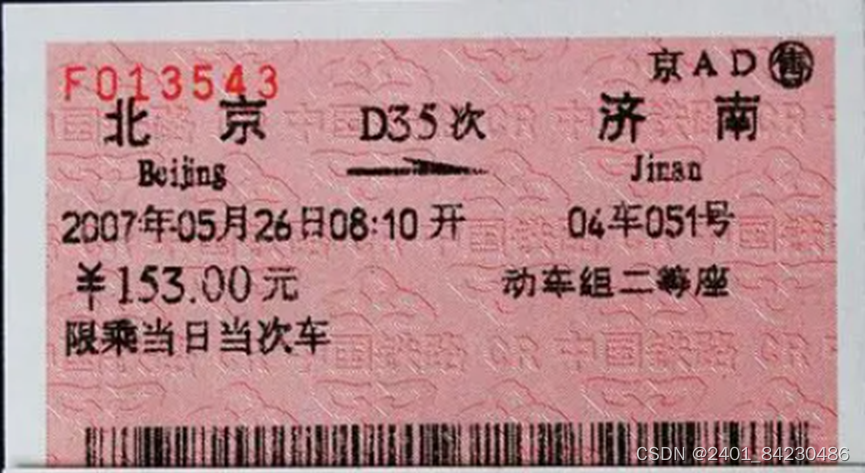 F013543
京AD㊎售
北京 D35次 济南
Beijing Jinan
2007年05月26日08:10开 04车051号
¥153.00元 动车组二等座
限乘当日当次车
CSDN @2401_84230486